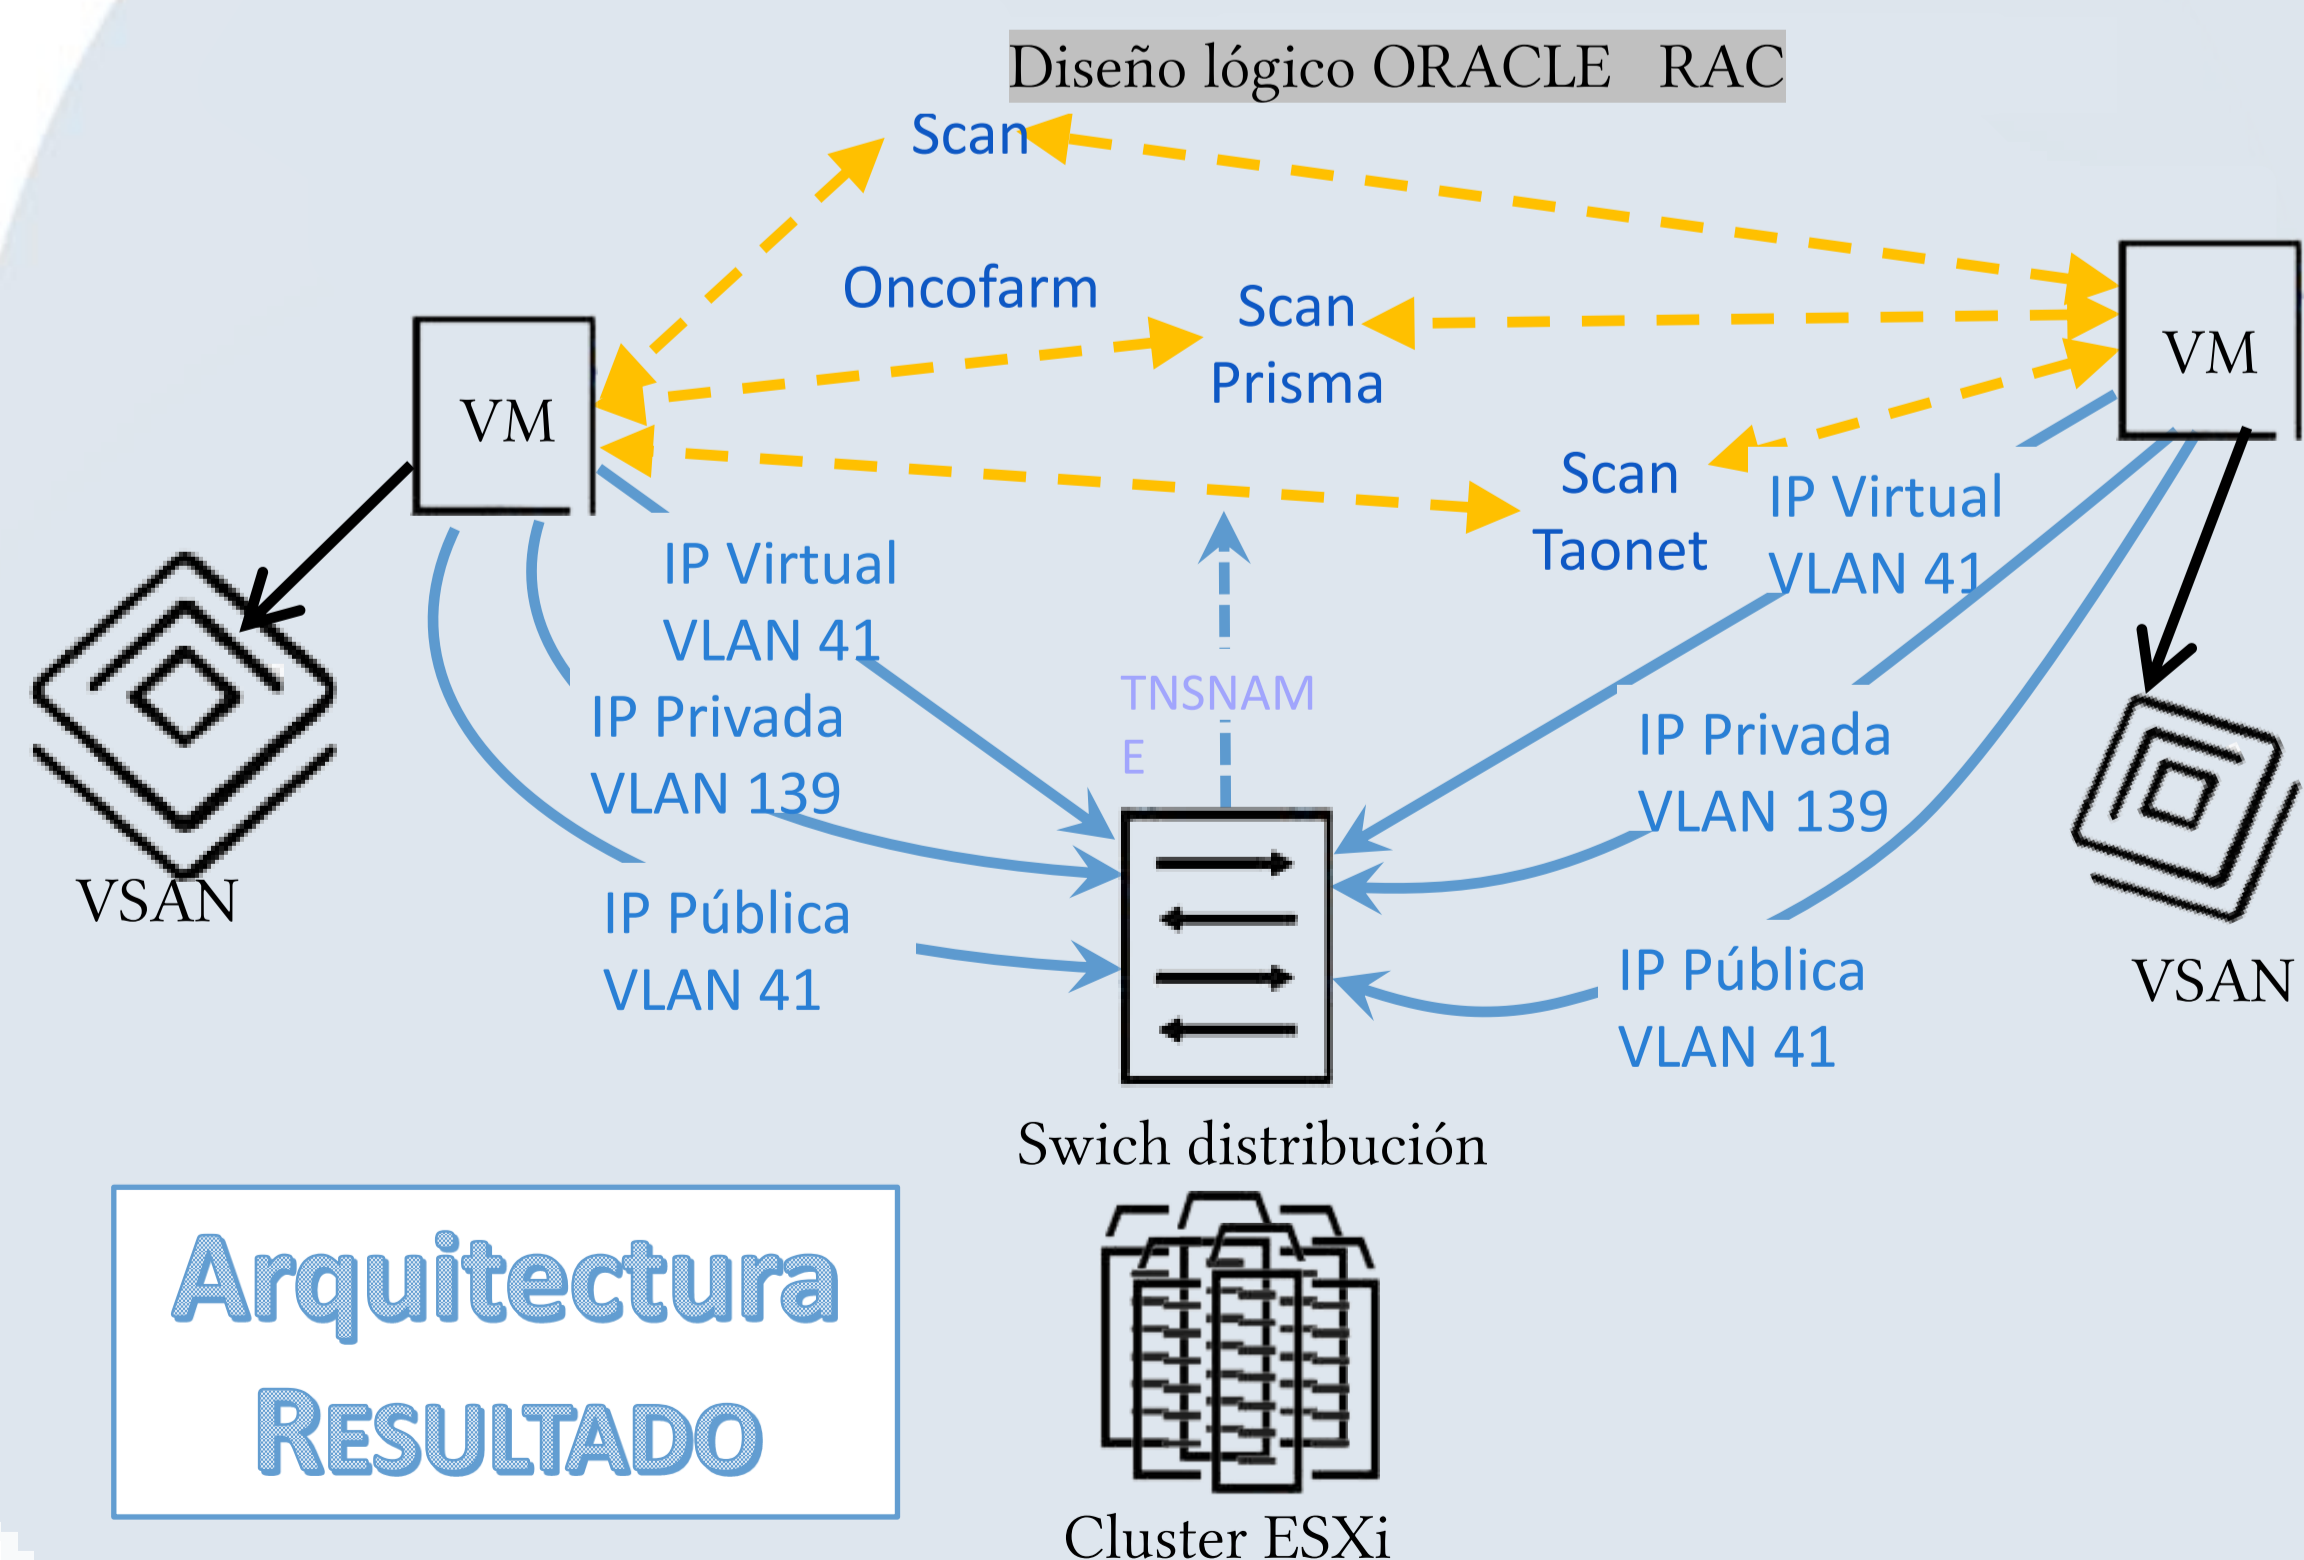 Diseño lógico ORACLE RAC
Scan
Oncofarm
Scan
Prisma
VM
VM
Scan
Taonet
IP Virtual
VLAN 41
IP Virtual
VLAN 41
TNSNAM
E
IP Privada
VLAN 139
IP Privada
VLAN 139
VSAN
IP Pública
VLAN 41
IP Pública
VLAN 41
VSAN
Swich distribución
Arquitectura
RESULTADO
Cluster ESXi